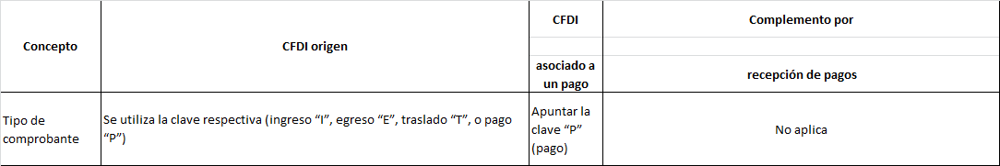 Concepto
CFDI origen
CFDI
asociado a
un pago
Complemento por
recepción de pagos
Tipo de
comprobante
Se utiliza la clave respectiva (ingreso “I”, egreso “E”, traslado “T”, o pago
“P”)
Apuntar la
clave “P”
(pago)
No aplica